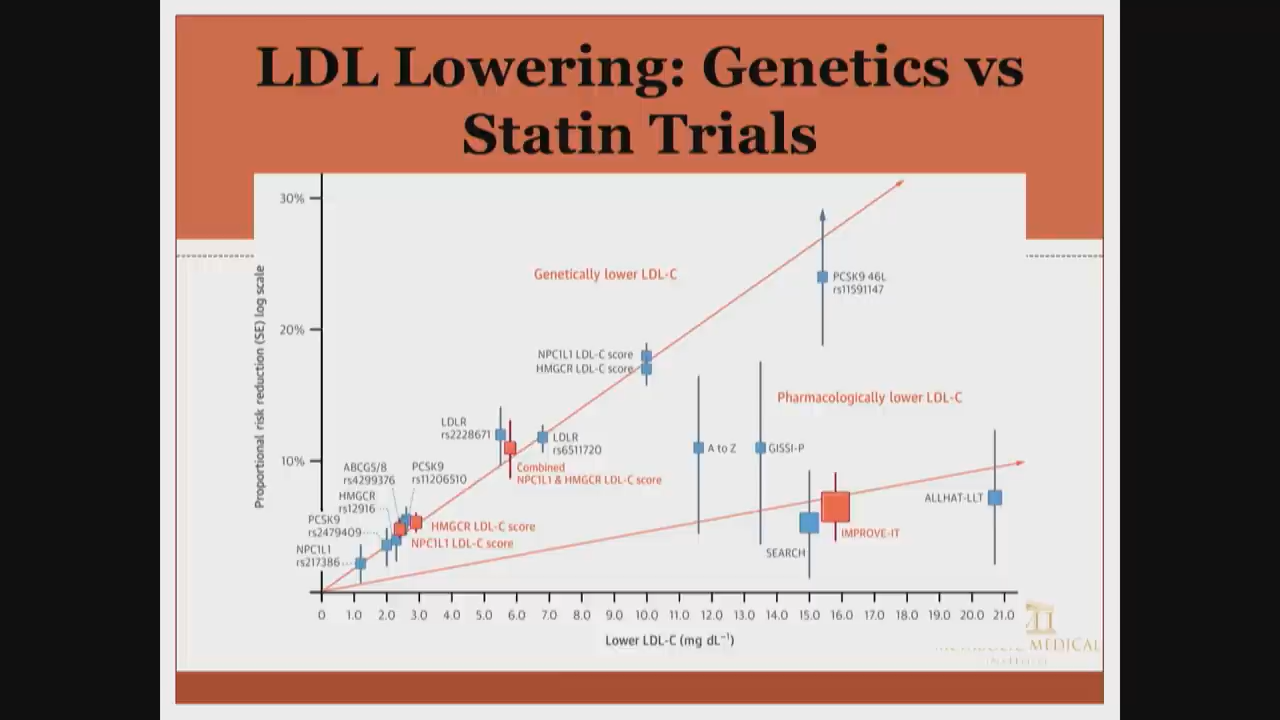 LDL Lowering: Genetics vs
Statin Trials
30%
20%
10%
Proportional risk reduction (SE) log scale
Genetically lower LDL-C
PCSK9 46L
rs11591147
NPC1L1 LDL-C score
HMGCR LDL-C score
Pharmacologically lower LDL-C
LDLR
rs2228671
LDLR
rs6511720
A to Z
GISSI-P
Combined
NPC1L1 & HMGCR LDL-C score
ABCG5/8
rs4299376
PCSK9
rs11206510
HMGCR
rs12916
PCSK9
rs2479409
HMGCR LDL-C score
NPC1L1 LDL-C score
NPC1L1
rs217386
ALLHAT-LLT
IMPROVE-IT
SEARCH
0 1.0 2.0 3.0 4.0 5.0 6.0 7.0 8.0 9.0 10.0 11.0 12.0 13.0 14.0 15.0 16.0 17.0 18.0 19.0 20.0 21.0
Lower LDL-C (mg dL⁻¹)
MEDICAL